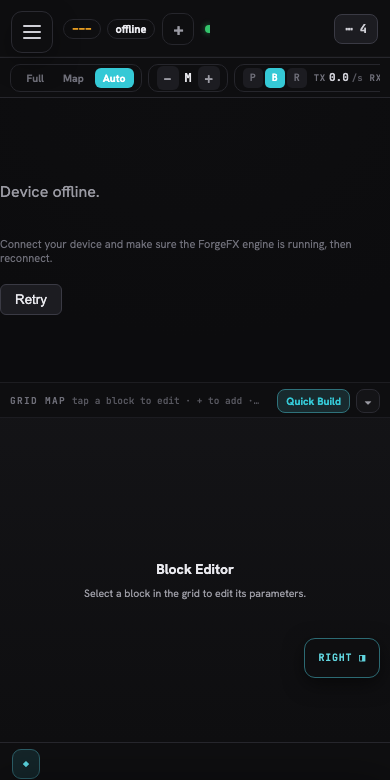 --- offline + 4
Full Map Auto − M + P B R TX 0.0 /s RX
Device offline.
Connect your device and make sure the ForgeFX engine is running, then
reconnect.
Retry
GRID MAP tap a block to edit · + to add ·… Quick Build
Block Editor
Select a block in the grid to edit its parameters.
RIGHT